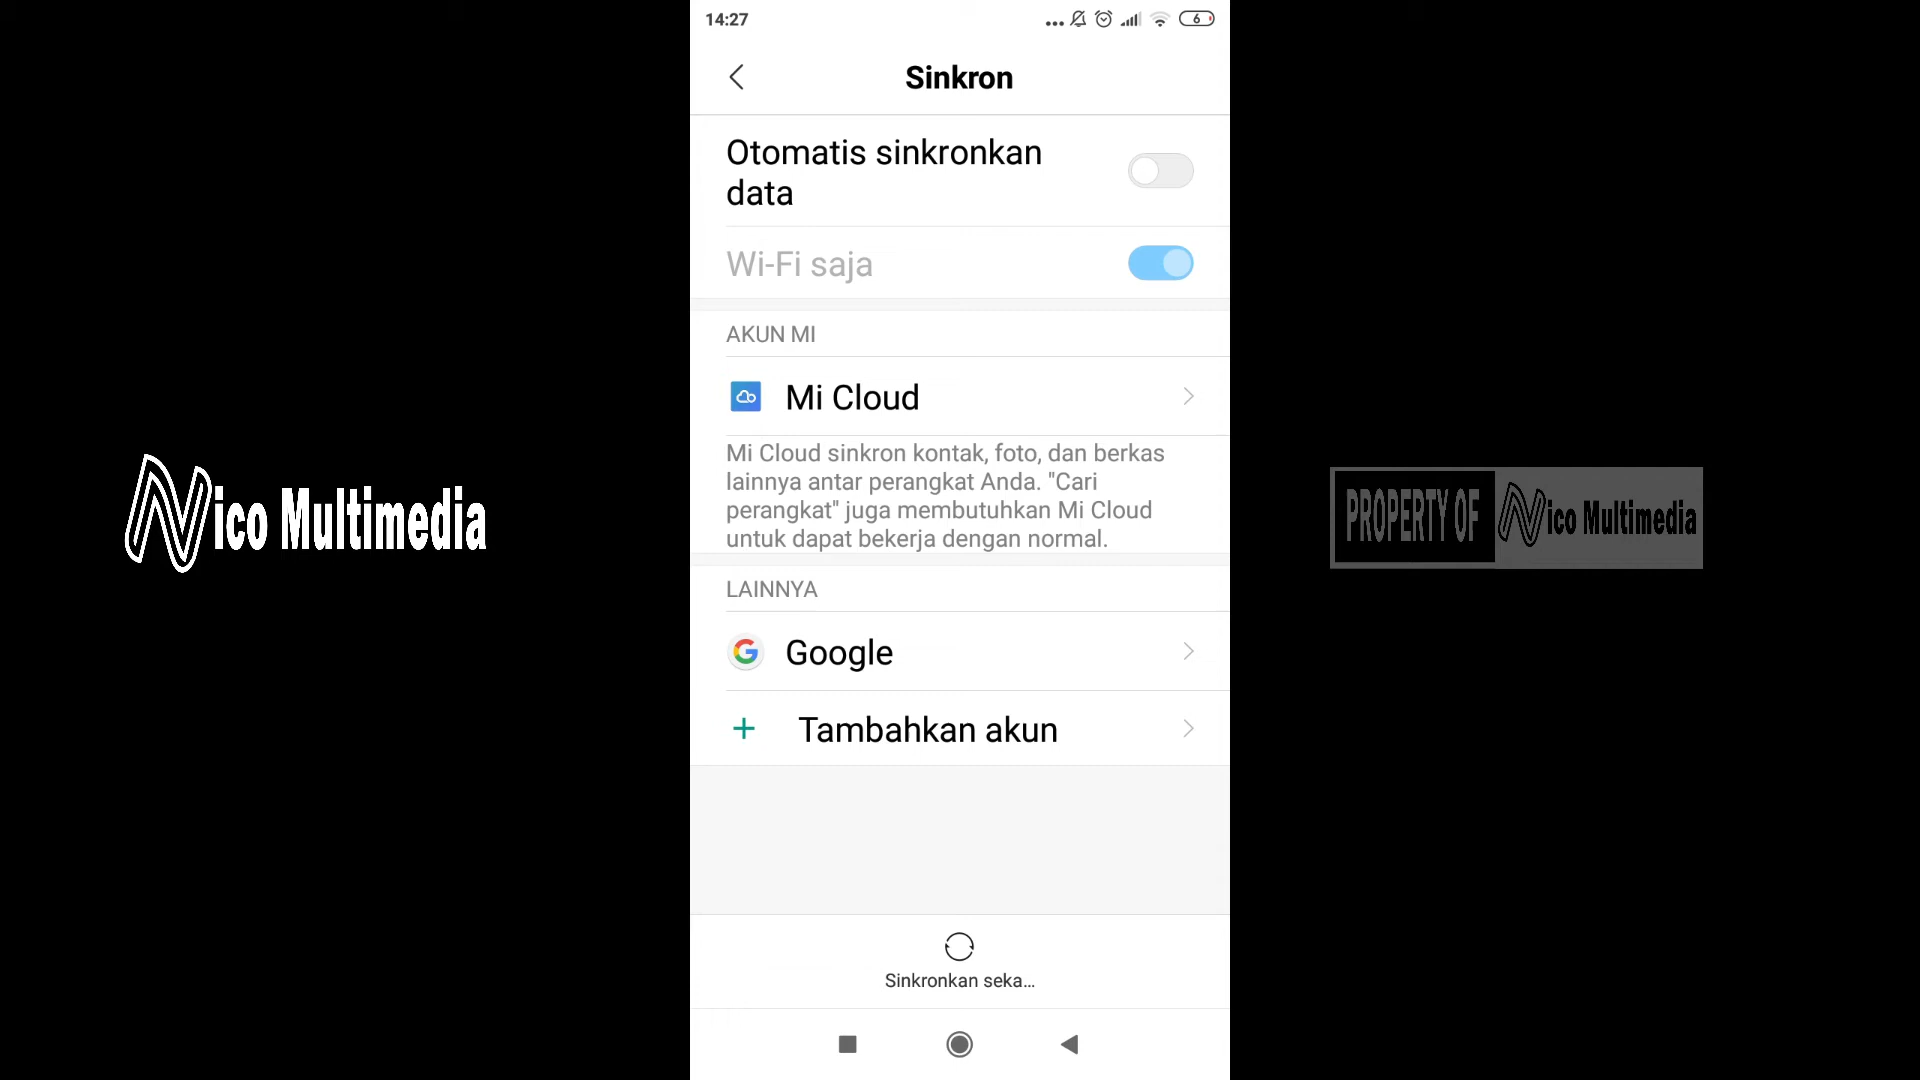 14:27
6
Sinkron
Otomatis sinkronkan
data
Wi-Fi saja
AKUN MI
Mi Cloud
Mi Cloud sinkron kontak, foto, dan berkas
lainnya antar perangkat Anda. "Cari
perangkat" juga membutuhkan Mi Cloud
untuk dapat bekerja dengan normal.
LAINNYA
Google
Tambahkan akun
Sinkronkan seka...
Nico Multimedia
PROPERTY OF Nico Multimedia